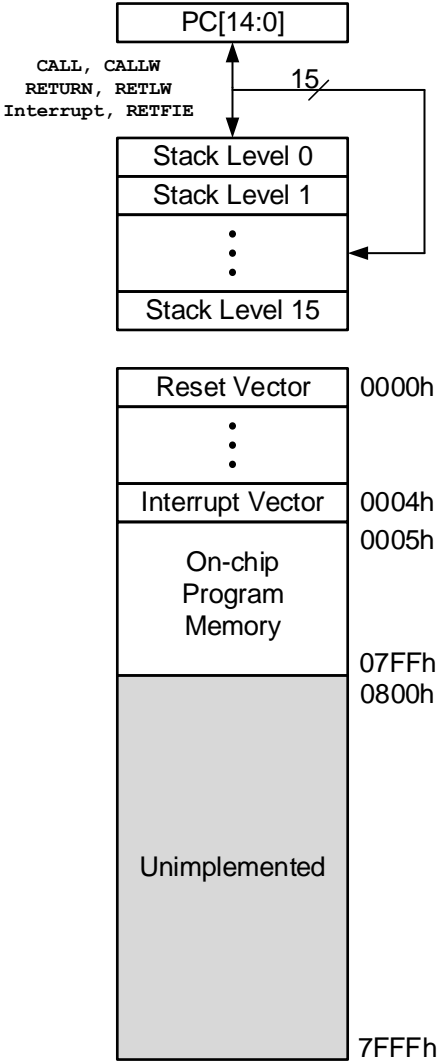 PC[14:0]
CALL, CALLW
RETURN, RETLW
Interrupt, RETFIE
15
Stack Level 0
Stack Level 1
Stack Level 15
Reset Vector
0000h
Interrupt Vector
0004h
0005h
On-chip
Program
Memory
07FFh
0800h
Unimplemented
7FFFh